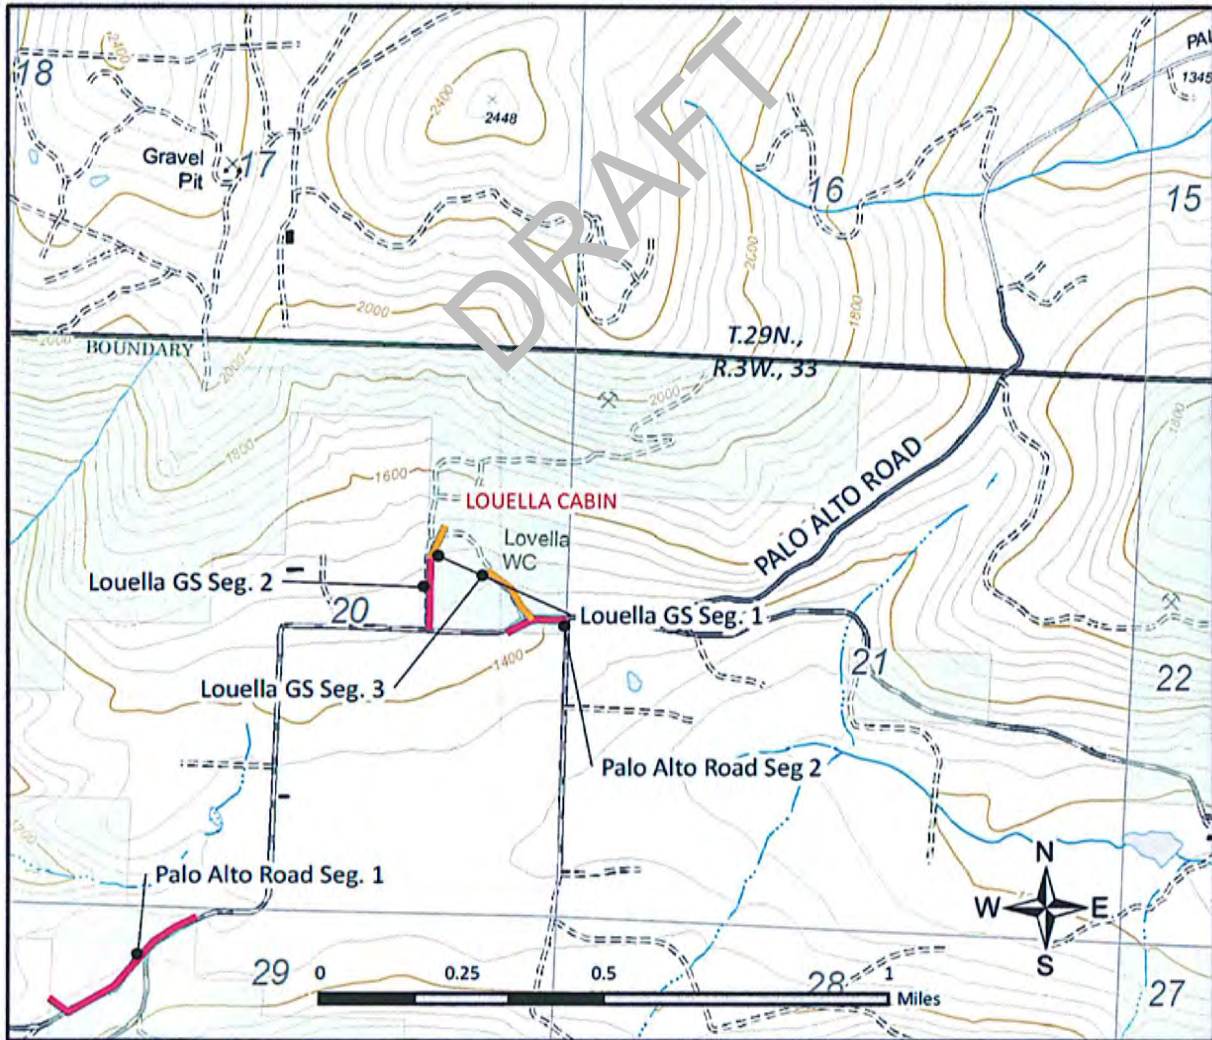 PAL
2400
18
1345
2400
2448
Gravel
Pit
17
16
15
DRAFT
2000
1800
2000
T.29N.,
R.3W., 33
BOUNDARY
2000
2000
2000
1800
1800
PALO ALTO ROAD
1600
LOUELLA CABIN
Lovella
WC
Louella GS Seg. 2
20
Louella GS Seg. 1
1400
21
22
Louella GS Seg. 3
Palo Alto Road Seg 2
1200
Palo Alto Road Seg. 1
N
W
E
S
29
0
0.25
0.5
1
Miles
28
27